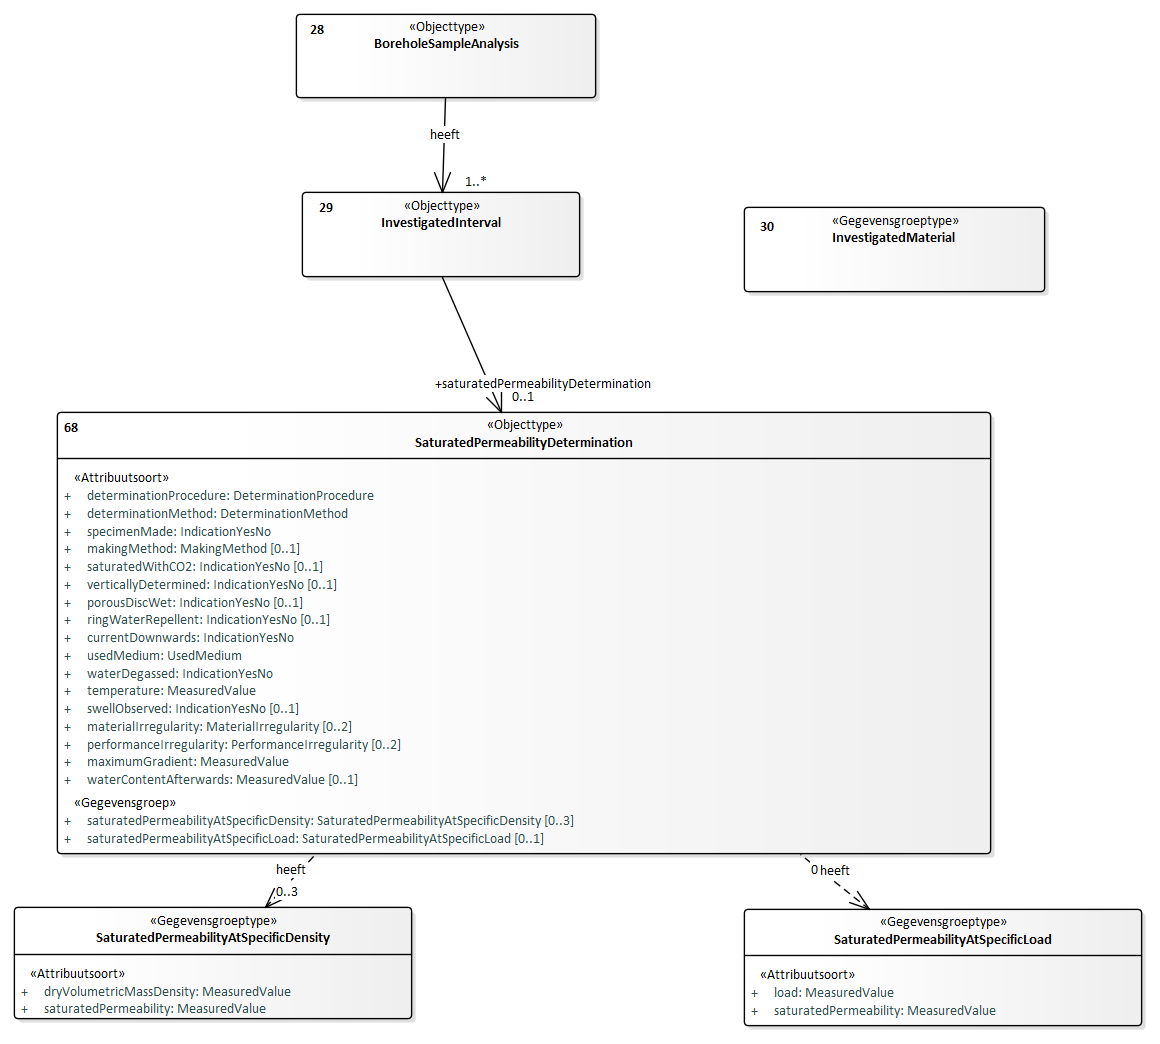 28
«Objecttype»
BoreholeSampleAnalysis
heeft
1..*
29
«Objecttype»
InvestigatedInterval
30
«Gegevensgroeptype»
InvestigatedMaterial
+saturatedPermeabilityDetermination
0..1
68
«Objecttype»
SaturatedPermeabilityDetermination
«Attribuutsoort»
+ determinationProcedure: DeterminationProcedure
+ determinationMethod: DeterminationMethod
+ specimenMade: IndicationYesNo
+ makingMethod: MakingMethod [0..1]
+ saturatedWithCO2: IndicationYesNo [0..1]
+ verticallyDetermined: IndicationYesNo [0..1]
+ porousDiscWet: IndicationYesNo [0..1]
+ ringWaterRepellent: IndicationYesNo [0..1]
+ currentDownwards: IndicationYesNo
+ usedMedium: UsedMedium
+ waterDegassed: IndicationYesNo
+ temperature: MeasuredValue
+ swellObserved: IndicationYesNo [0..1]
+ materialIrregularity: MaterialIrregularity [0..2]
+ performanceIrregularity: PerformanceIrregularity [0..2]
+ maximumGradient: MeasuredValue
+ waterContentAfterwards: MeasuredValue [0..1]
«Gegevensgroep»
+ saturatedPermeabilityAtSpecificDensity: SaturatedPermeabilityAtSpecificDensity [0..3]
+ saturatedPermeabilityAtSpecificLoad: SaturatedPermeabilityAtSpecificLoad [0..1]
heeft
0..3
0 heeft
«Gegevensgroeptype»
SaturatedPermeabilityAtSpecificDensity
«Attribuutsoort»
+ dryVolumetricMassDensity: MeasuredValue
+ saturatedPermeability: MeasuredValue
«Gegevensgroeptype»
SaturatedPermeabilityAtSpecificLoad
«Attribuutsoort»
+ load: MeasuredValue
+ saturatedPermeability: MeasuredValue